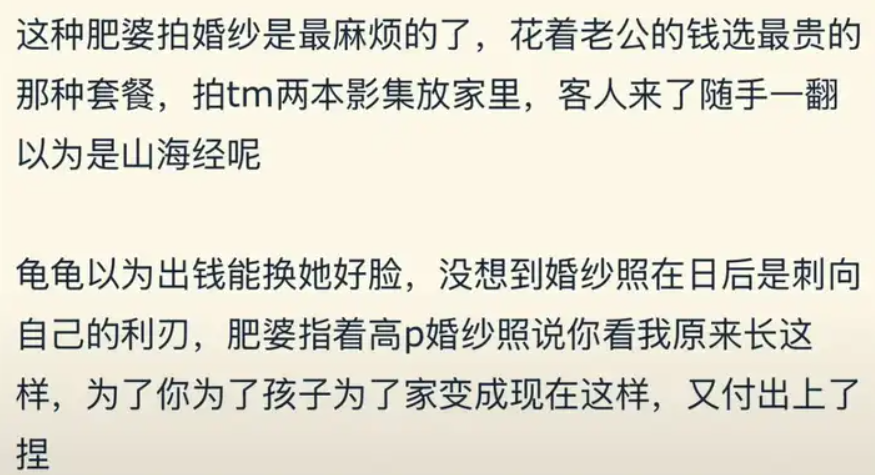 这种肥婆拍婚纱是最麻烦的了，花着老公的钱选最贵的
那种套餐，拍tm两本影集放家里，客人来了随手一翻
以为是山海经呢
龟龟以为出钱能换她好脸，没想到婚纱照在日后是刺向
自己的利刃，肥婆指着高p婚纱照说你看我原来长这
样，为了你为了孩子为了家变成现在这样，又付出上了
捏